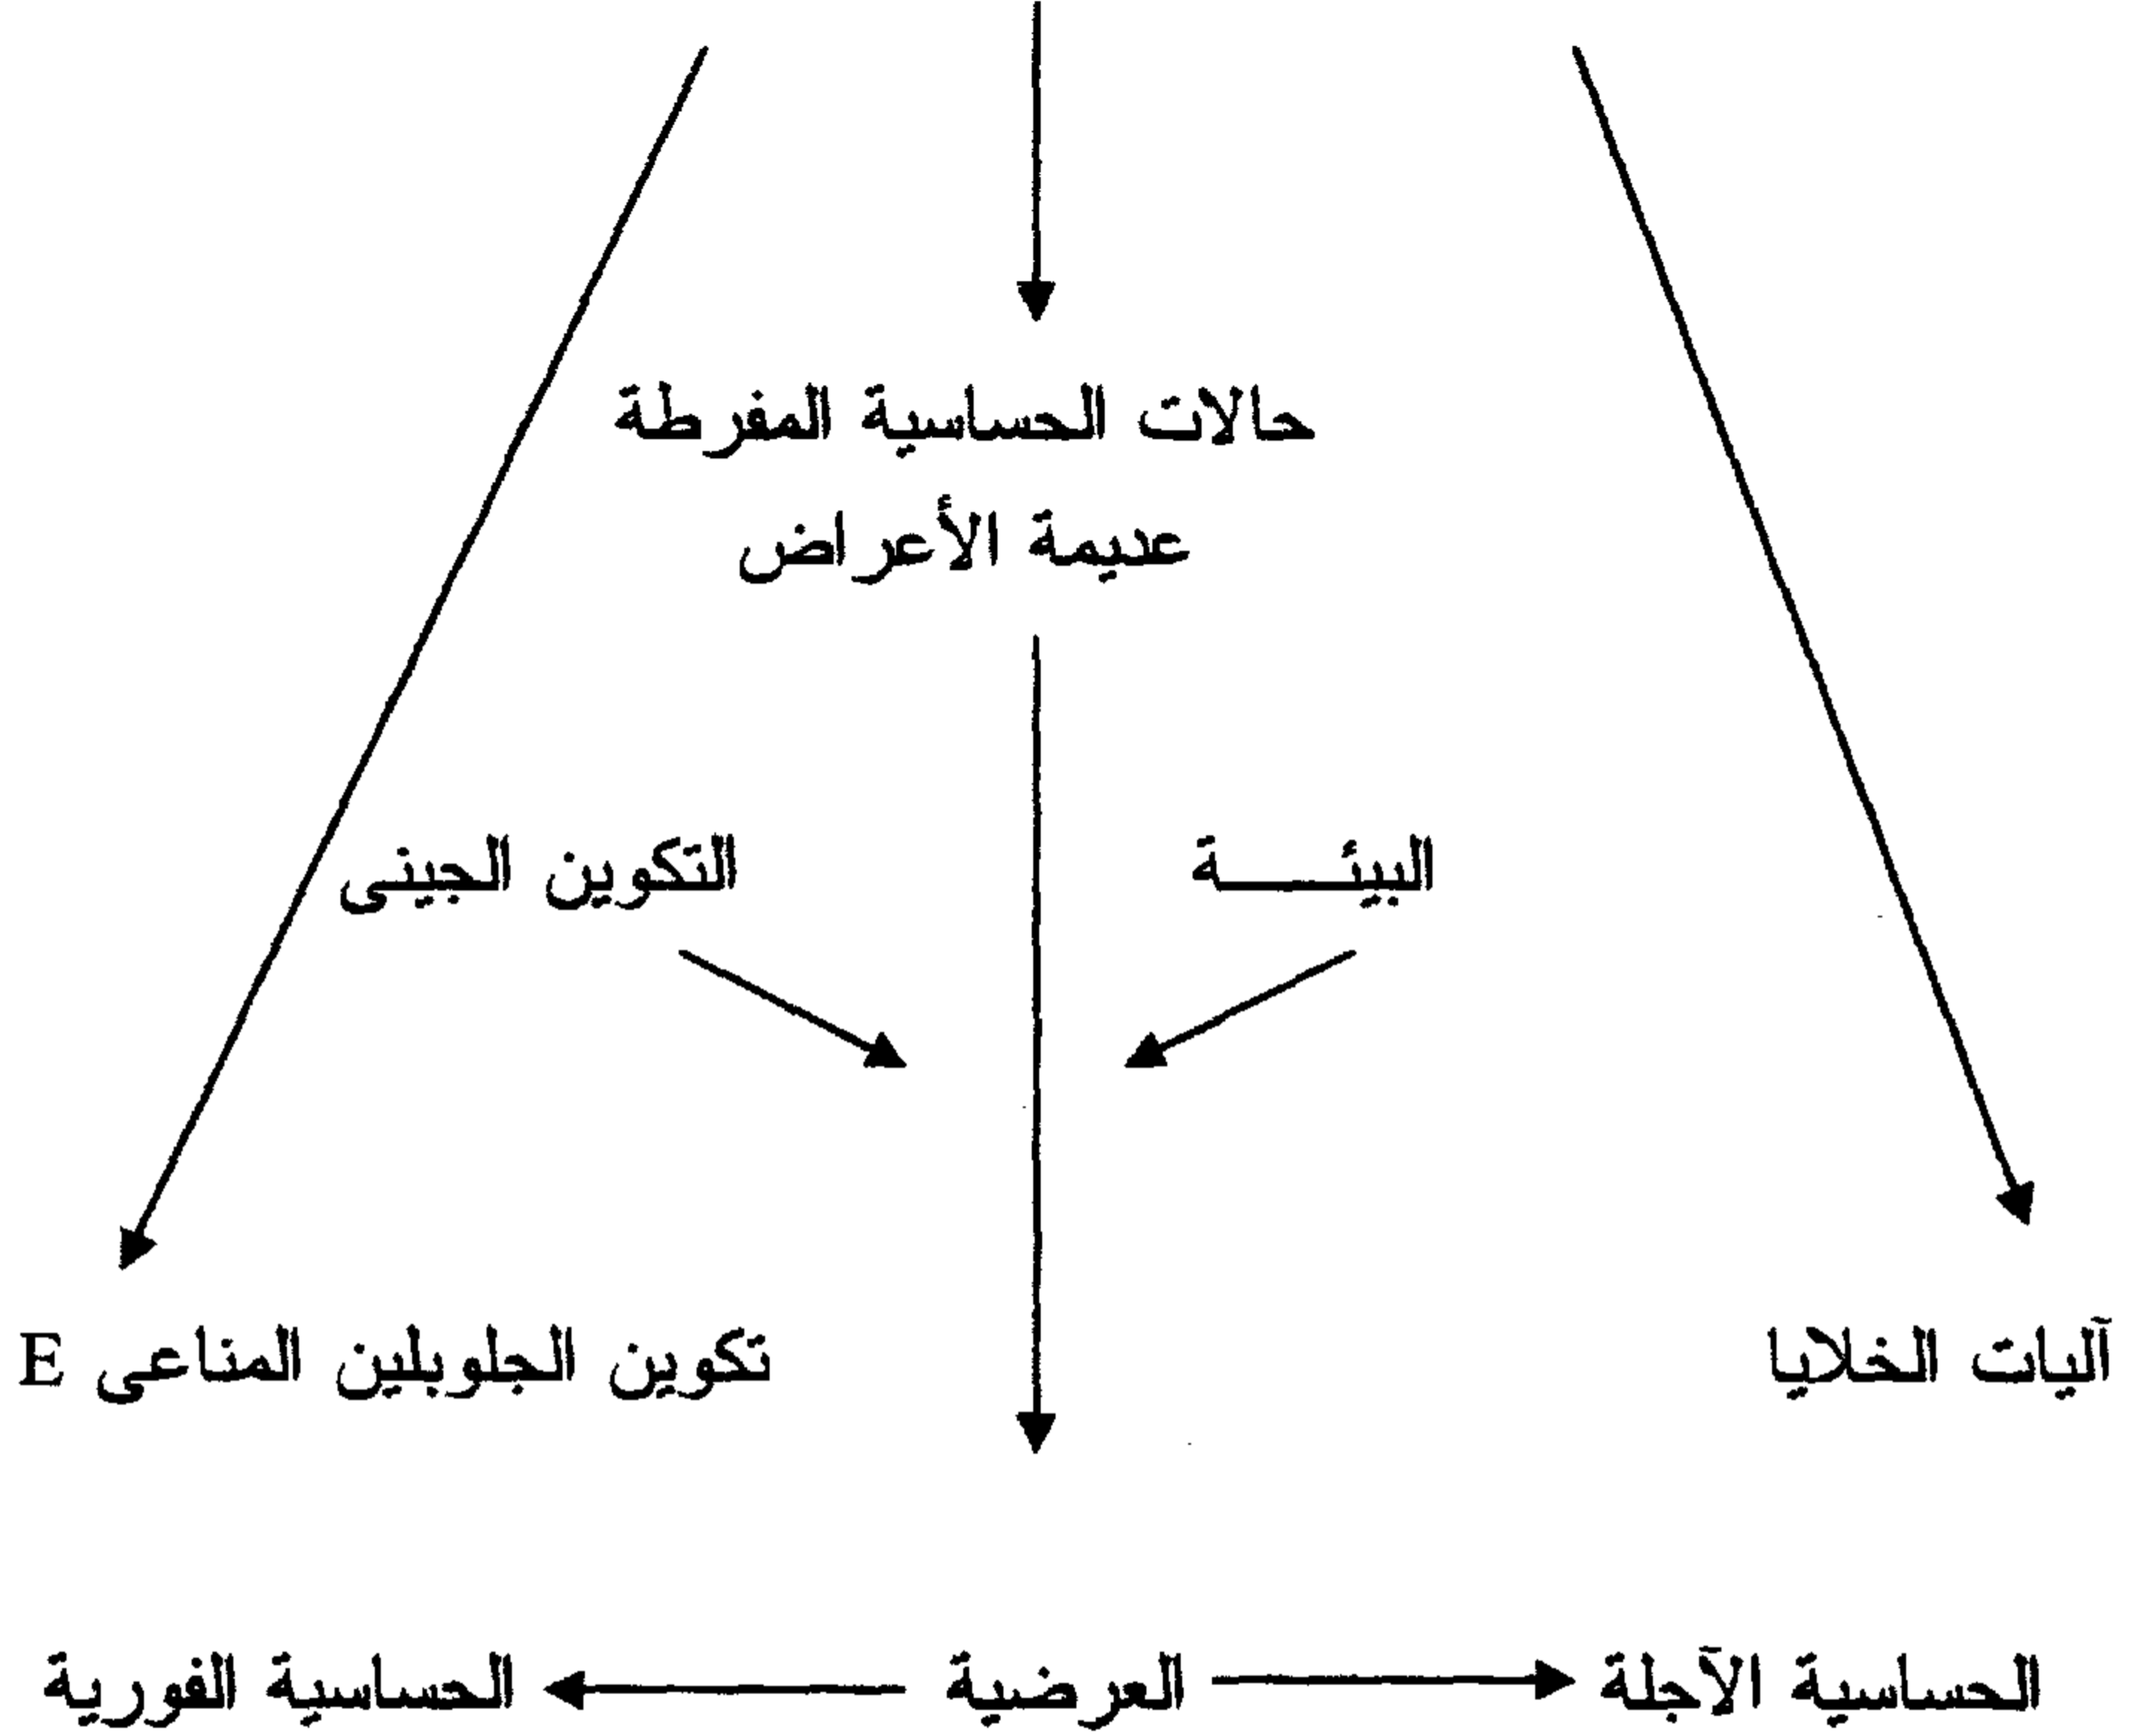 حالات الحساسية المفرطة
عديمة الأعراض
البيئـــــة
التكوين الجينى
آليات الخلايا
تكوين الجلوبلين المناعى E
الحساسية الآجلة
العرضية
الحساسية الفورية